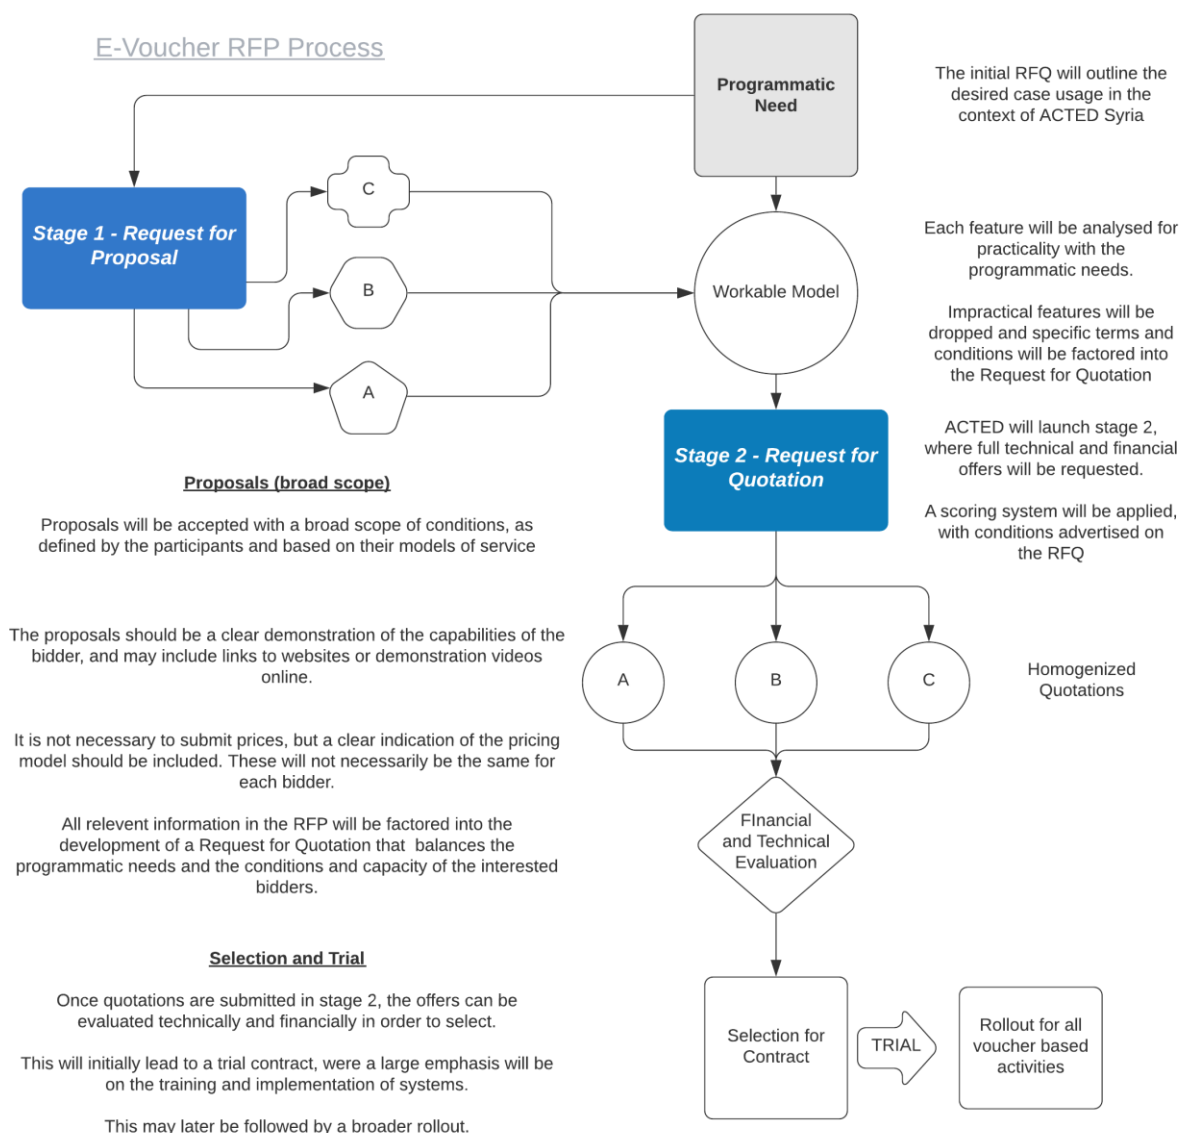 E-Voucher RFP Process
Programmatic
Need
The initial RFQ will outline the
desired case usage in the
context of ACTED Syria
Stage 1 - Request for
Proposal
C
B
A
Workable Model
Each feature will be analysed for
practicality with the
programmatic needs.
Impractical features will be
dropped and specific terms and
conditions will be factored into
the Request for Quotation
Stage 2 - Request for
Quotation
ACTED will launch stage 2,
where full technical and financial
offers will be requested.
A scoring system will be applied,
with conditions advertised on
the RFQ
Proposals (broad scope)
Proposals will be accepted with a broad scope of conditions, as
defined by the participants and based on their models of service
The proposals should be a clear demonstration of the capabilities of the
bidder, and may include links to websites or demonstration videos
online.
It is not necessary to submit prices, but a clear indication of the pricing
model should be included. These will not necessarily be the same for
each bidder.
All relevent information in the RFP will be factored into the
development of a Request for Quotation that  balances the
programmatic needs and the conditions and capacity of the interested
bidders.
A
B
C
Homogenized
Quotations
FInancial
and Technical
Evaluation
Selection and Trial
Once quotations are submitted in stage 2, the offers can be
evaluated technically and financially in order to select.
This will initially lead to a trial contract, were a large emphasis will be
on the training and implementation of systems.
This may later be followed by a broader rollout.
Selection for
Contract
TRIAL
Rollout for all
voucher based
activities